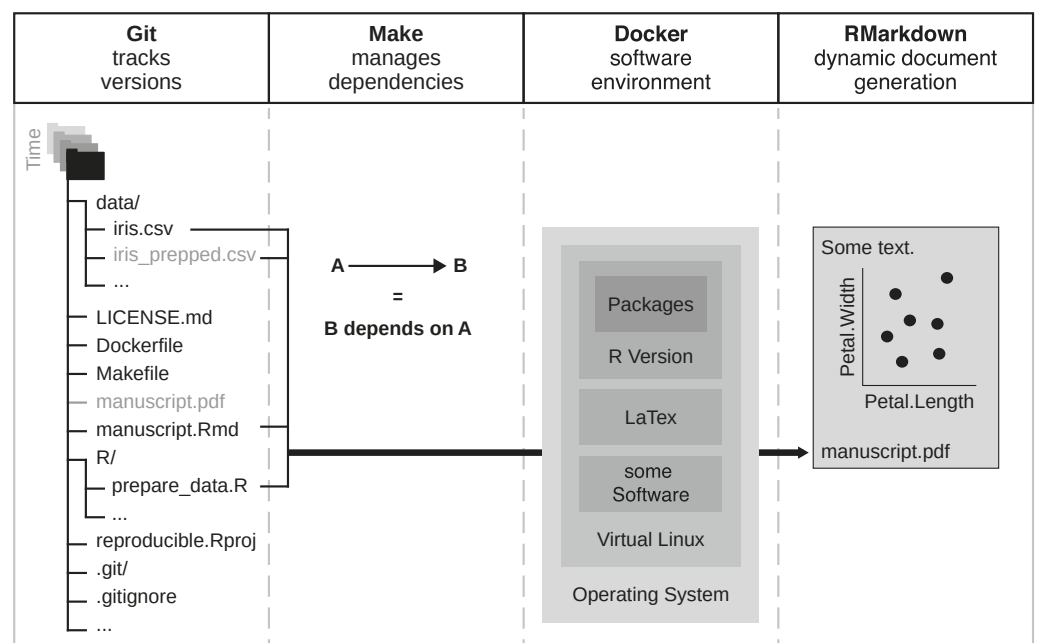 Git
tracks
versions
Make
manages
dependencies
Docker
software
environment
RMarkdown
dynamic document
generation
Time
data/
iris.csv
iris_prepped.csv
...
LICENSE.md
Dockerfile
Makefile
manuscript.pdf
manuscript.Rmd
R/
prepare_data.R
...
reproducible.Rproj
.git/
.gitignore
...
A B
=
B depends on A
Packages
R Version
LaTex
some
Software
Virtual Linux
Operating System
Some text.
Petal.Width
Petal.Length
manuscript.pdf